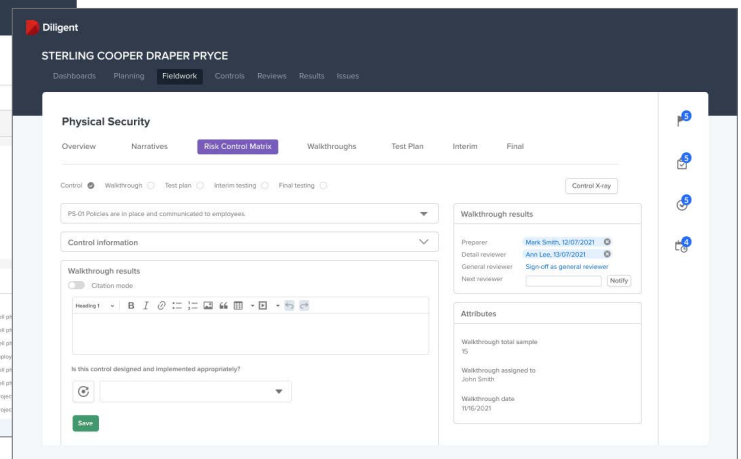 Diligent
STERLING COOPER DRAPER PRYCE
Dashboards Planning Fieldwork Controls Reviews Results Issues
Physical Security
Overview Narratives Risk Control Matrix Walkthroughs Test Plan Interim Final
Control Walkthrough Test plan Interim testing Final testing
Control X-ray
PS-01 Policies are in place and communicated to employees
Control information
Walkthrough results
Citation mode
Heading 1 B I
Is this control designed and implemented appropriately?
Save
Walkthrough results
Preparer Mark Smith, 12/07/2021
Detail reviewer Ann Lee, 13/07/2021
General reviewer Sign-off as general reviewer
Next reviewer Notify
Attributes
Walkthrough total sample
15
Walkthrough assigned to
John Smith
Walkthrough date
11/16/2021
5
5
5
4